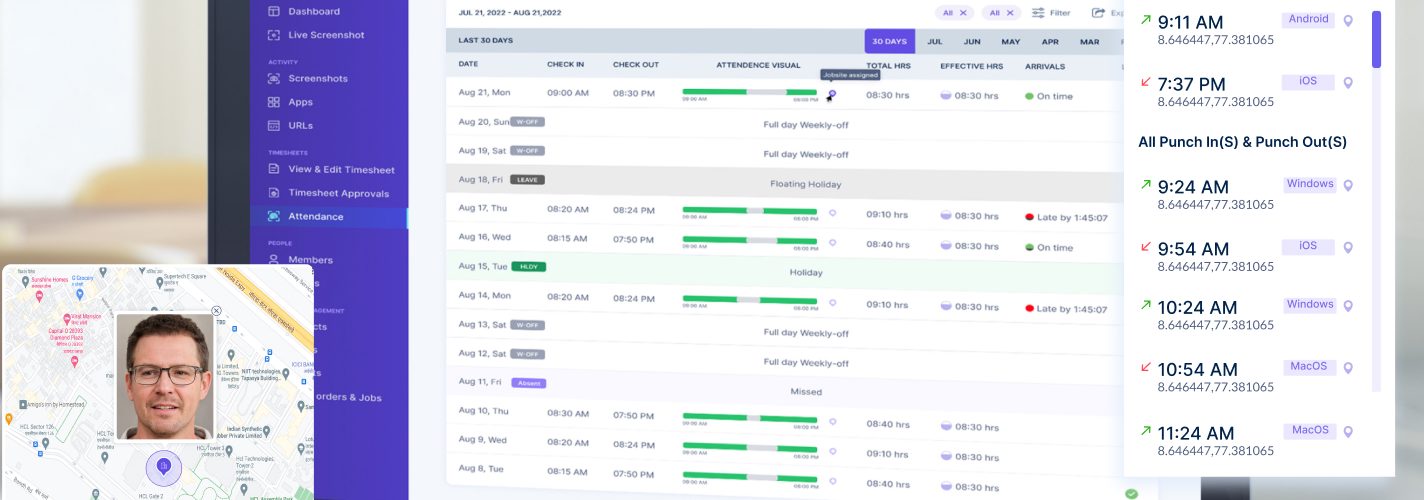 Dashboard
Live Screenshot
ACTIVITY
Screenshots
Apps
URLs
TIMESHEETS
View & Edit Timesheet
Timesheet Approvals
Attendance
PEOPLE
Members
orders & Jobs
JUL 21, 2022 - AUG 21,2022
All
All
Filter
LAST 30 DAYS
30 DAYS JUL JUN MAY APR MAR
DATE CHECK IN CHECK OUT ATTENDENCE VISUAL TOTAL HRS EFFECTIVE HRS ARRIVALS
Jobsite assigned
Aug 21, Mon 09:00 AM 08:30 PM 08:30 hrs 08:30 hrs On time
09:00 AM 08:00 PM
Aug 20, Sun W-OFF Full day Weekly-off
Aug 19, Sat W-OFF Full day Weekly-off
Aug 18, Fri LEAVE Floating Holiday
Aug 17, Thu 08:20 AM 08:24 PM 09:10 hrs 08:30 hrs Late by 1:45:07
09:00 AM 08:00 PM
Aug 16, Wed 08:15 AM 07:50 PM 08:40 hrs 08:30 hrs On time
09:00 AM 08:00 PM
Aug 15, Tue HLDY Holiday
Aug 14, Mon 08:20 AM 08:24 PM 09:10 hrs 08:30 hrs Late by 1:45:07
09:00 AM 08:00 PM
Aug 13, Sat W-OFF Full day Weekly-off
Aug 12, Sat W-OFF Full day Weekly-off
Aug 11, Fri Absent Missed
Aug 10, Thu 08:30 AM 07:50 PM 08:40 hrs 08:30 hrs
09:00 AM 08:00 PM
Aug 9, Wed 08:20 AM 08:24 PM 09:10 hrs 08:30 hrs
09:00 AM 08:00 PM
Aug 8, Tue 08:15 AM 07:50 PM 08:40 hrs 08:30 hrs
09:00 AM 08:00 PM
9:11 AM Android
8.646447,77.381065
7:37 PM iOS
8.646447,77.381065
All Punch In(S) & Punch Out(S)
9:24 AM Windows
8.646447,77.381065
9:54 AM iOS
8.646447,77.381065
10:24 AM Windows
8.646447,77.381065
10:54 AM MacOS
8.646447,77.381065
11:24 AM MacOS
8.646447,77.381065
Supertech E Square
Sunshine Homes
G Grocery
Virat Mansion
Capital O 28393
Diamond Plaza
NIIT technologies,
Tapasya Building...
ICICI BANK
Amigo's Inn by Homestead
HCL Sector 126
Indian Synthetic
Rubber Private Limited
HCL Tower 3
Hcl Technologies,
Tower-2
HCL Gate 2